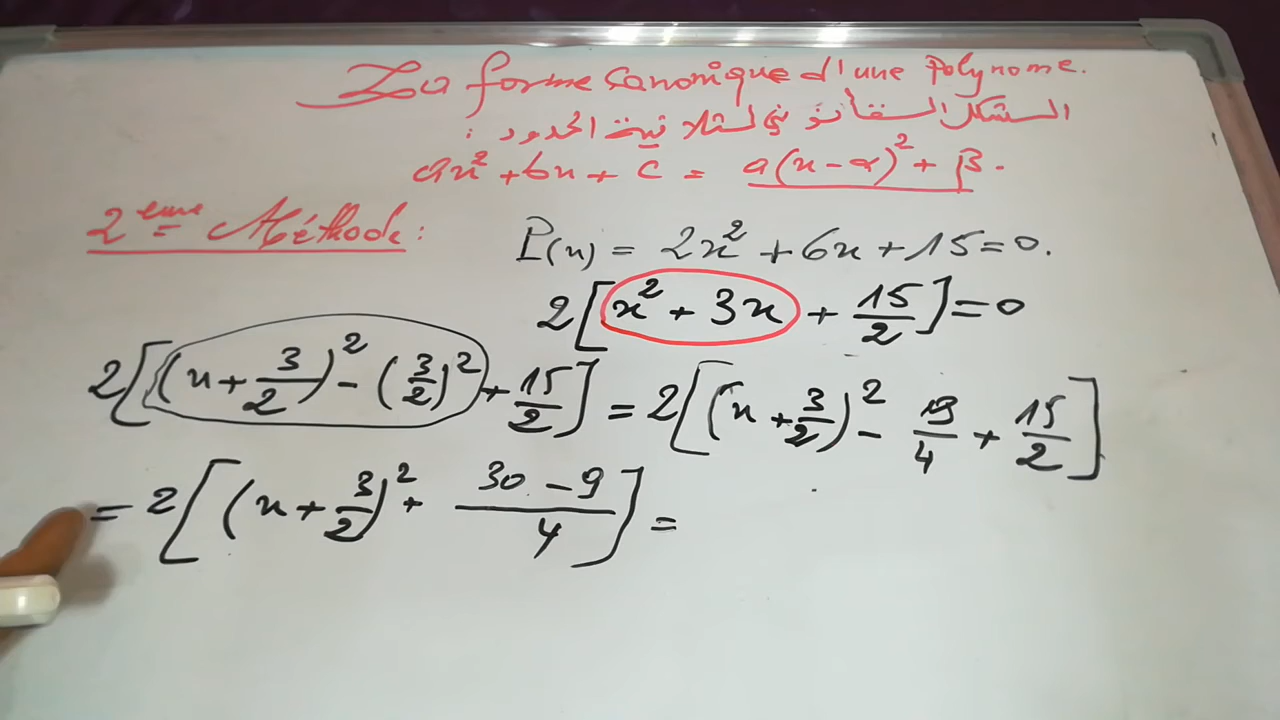 La forme canonique d'une polynome.
الشكل القانوني لثلاثية الحدود :
ax² + bx + c = a(x - α)² + β.
2 eme Méthode :
P(x) = 2x² + 6x + 15 = 0.
2[x² + 3x + 15/2] = 0
2[(x + 3/2)² - (3/2)² + 15/2] = 2[(x + 3/2)² - 9/4 + 15/2]
= 2[(x + 3/2)² + (30 - 9)/4] =